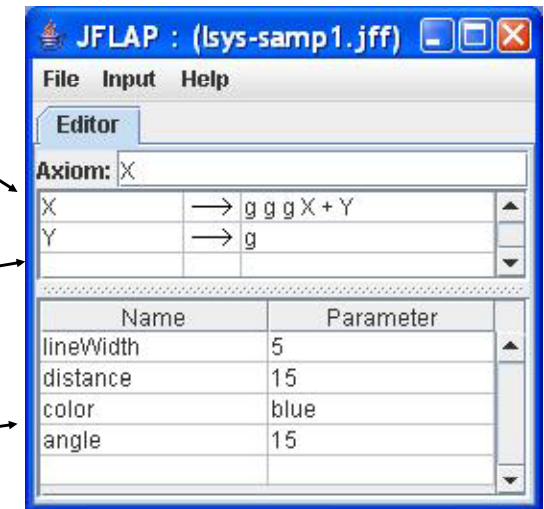 JFLAP : (lsys-samp1.jff)
File Input Help
Editor
Axiom: X
X → g g g X + Y
Y → g
Name Parameter
lineWidth 5
distance 15
color blue
angle 15